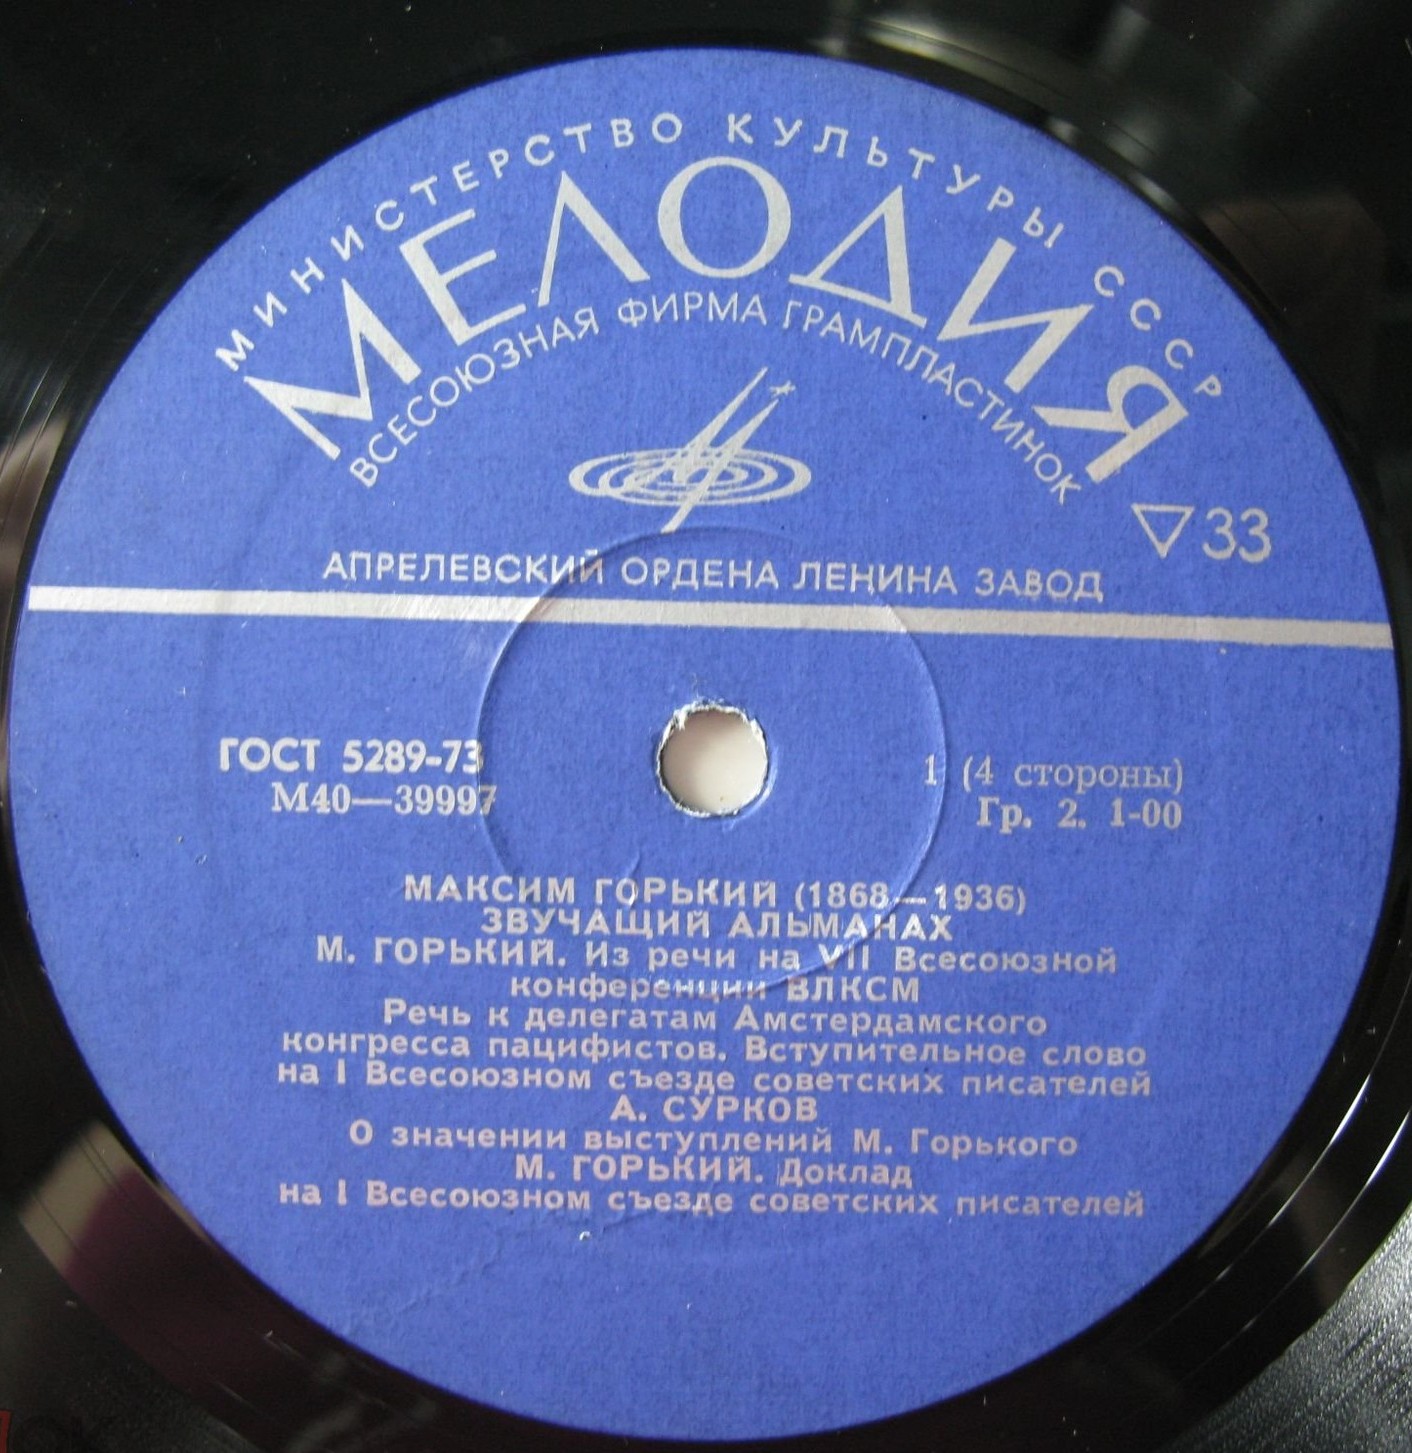 МИНИСТЕРСТВО КУЛЬТУРЫ СССР
МЕЛОДИЯ
ВСЕСОЮЗНАЯ ФИРМА ГРАМПЛАСТИНОК
33
АПРЕЛЕВСКИЙ ОРДЕНА ЛЕНИНА ЗАВОД
ГОСТ 5289-73
М40—39997
1 (4 стороны)
Гр. 2. 1-00
МАКСИМ ГОРЬКИЙ (1868—1936)
ЗВУЧАЩИЙ АЛЬМАНАХ
М. ГОРЬКИЙ. Из речи на VII Всесоюзной
конференции ВЛКСМ
Речь к делегатам Амстердамского
конгресса пацифистов. Вступительное слово
на I Всесоюзном съезде советских писателей
А. СУРКОВ
О значении выступлений М. Горького
М. ГОРЬКИЙ. Доклад
на I Всесоюзном съезде советских писателей